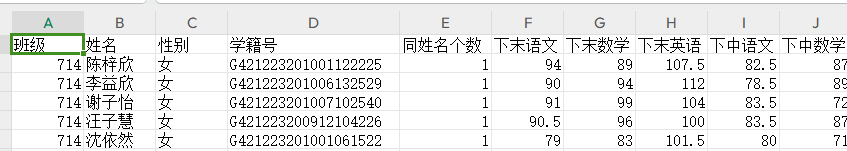 A B C D E F G H I J
班级 姓名 性别 学籍号 同姓名个数 下末语文 下末数学 下末英语 下中语文 下中数学
714 陈梓欣 女 G421223201001122225 1 94 89 107.5 82.5 87
714 李益欣 女 G421223201006132529 1 90 94 112 78.5 89
714 谢子怡 女 G421223201007102540 1 91 99 104 83.5 72
714 汪子慧 女 G421223200912104226 1 90.5 96 100 83.5 87
714 沈依然 女 G421223201001061522 1 79 83 101.5 80 71